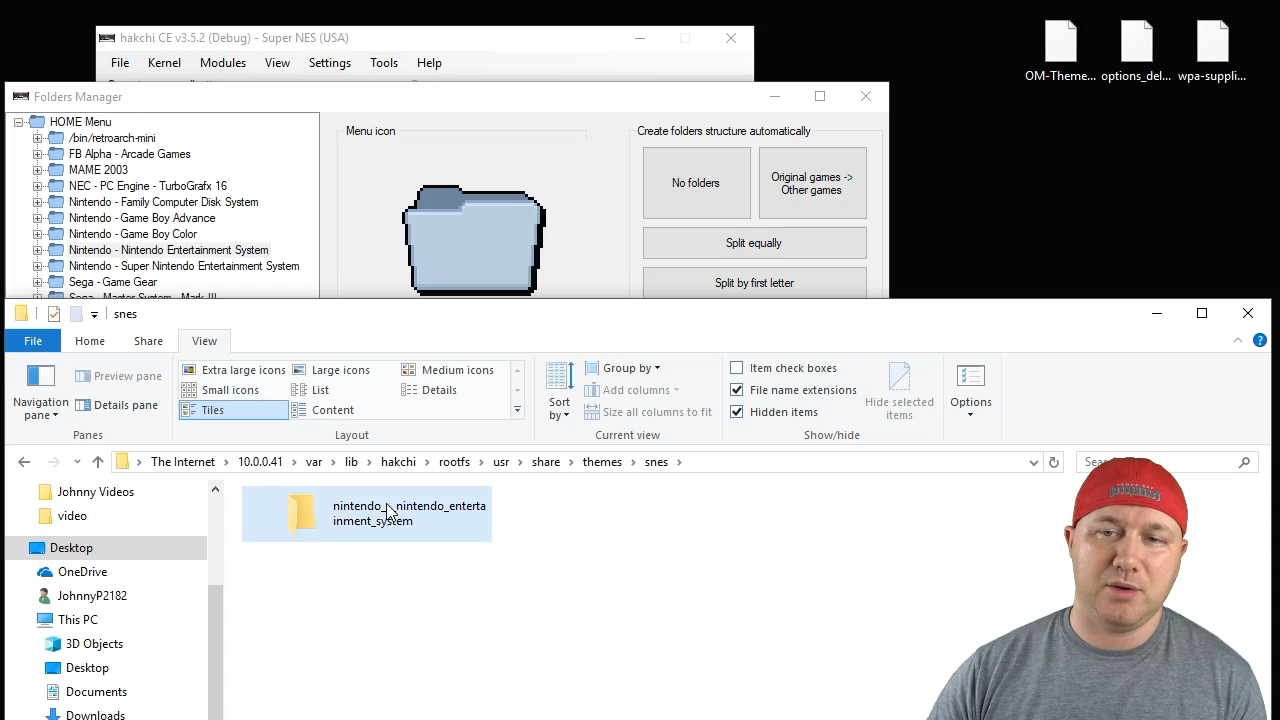 hakchi CE v3.5.2 (Debug) - Super NES (USA)
File Kernel Modules View Settings Tools Help
OM-Theme... options_del... wpa-suppli...
Folders Manager
HOME Menu
/bin/retroarch-mini
FB Alpha - Arcade Games
MAME 2003
NEC - PC Engine - TurboGrafx 16
Nintendo - Family Computer Disk System
Nintendo - Game Boy Advance
Nintendo - Game Boy Color
Nintendo - Nintendo Entertainment System
Nintendo - Super Nintendo Entertainment System
Sega - Game Gear
Sega - Master System - Mark III
Menu icon
Create folders structure automatically
No folders
Original games ->
Other games
Split equally
Split by first letter
snes
File Home Share View
Navigation
pane
Preview pane
Details pane
Panes
Extra large icons Large icons Medium icons
Small icons List Details
Tiles Content
Layout
Sort
by
Group by
Add columns
Size all columns to fit
Current view
Item check boxes
File name extensions
Hidden items
Hide selected
items
Show/hide
Options
The Internet > 10.0.0.41 > var > lib > hakchi > rootfs > usr > share > themes > snes >
Johnny Videos
video
Desktop
OneDrive
JohnnyP2182
This PC
3D Objects
Desktop
Documents
Downloads
inment_system